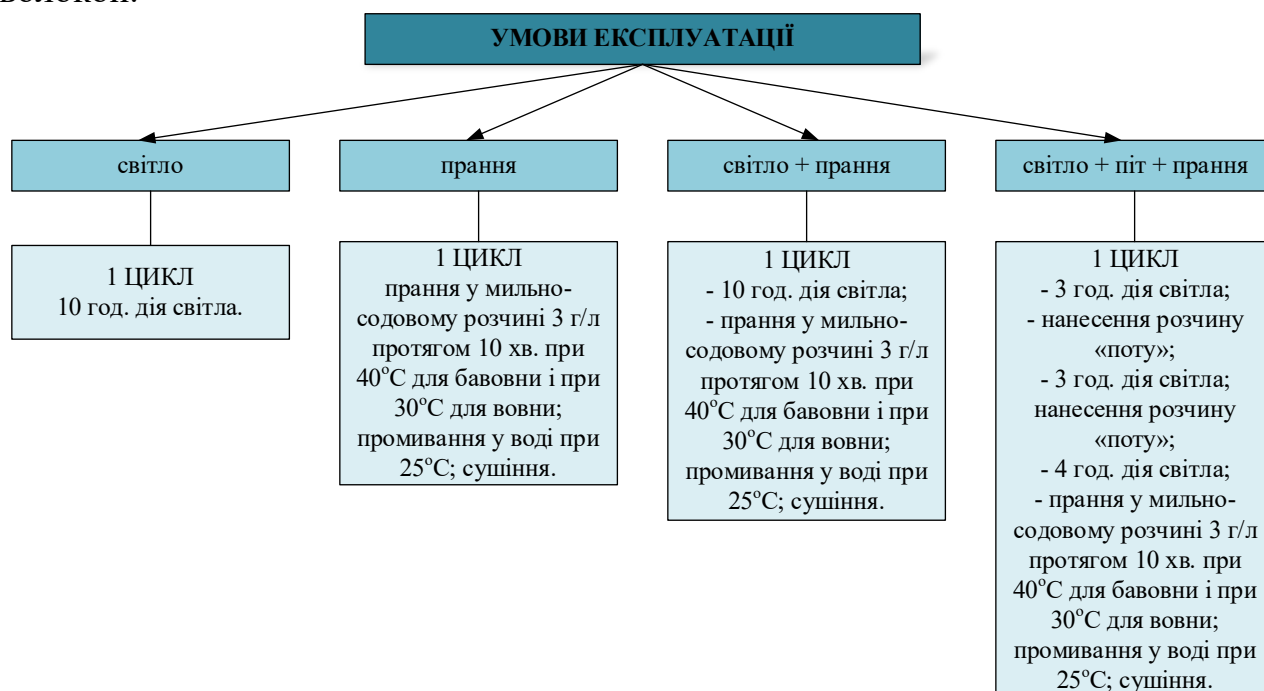 волокон.
УМОВИ ЕКСПЛУАТАЦІЇ
світло
прання
світло + прання
світло + піт + прання
1 ЦИКЛ
10 год. дія світла.
1 ЦИКЛ
прання у мильно-
содовому розчині 3 г/л
протягом 10 хв. при
40°С для бавовни і при
30°С для вовни;
промивання у воді при
25°С; сушіння.
1 ЦИКЛ
- 10 год. дія світла;
- прання у мильно-
содовому розчині 3 г/л
протягом 10 хв. при
40°С для бавовни і при
30°С для вовни;
промивання у воді при
25°С; сушіння.
1 ЦИКЛ
- 3 год. дія світла;
- нанесення розчину
«поту»;
- 3 год. дія світла;
нанесення розчину
«поту»;
- 4 год. дія світла;
- прання у мильно-
содовому розчині 3 г/л
протягом 10 хв. при
40°С для бавовни і при
30°С для вовни;
промивання у воді при
25°С; сушіння.